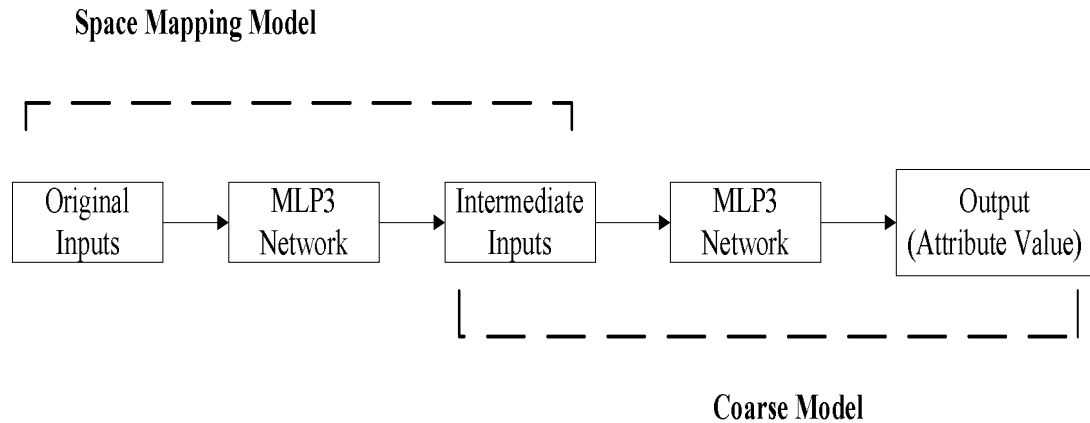 Space Mapping Model
Original
Inputs
MLP3
Network
Intermediate
Inputs
MLP3
Network
Output
(Attribute Value)
Coarse Model